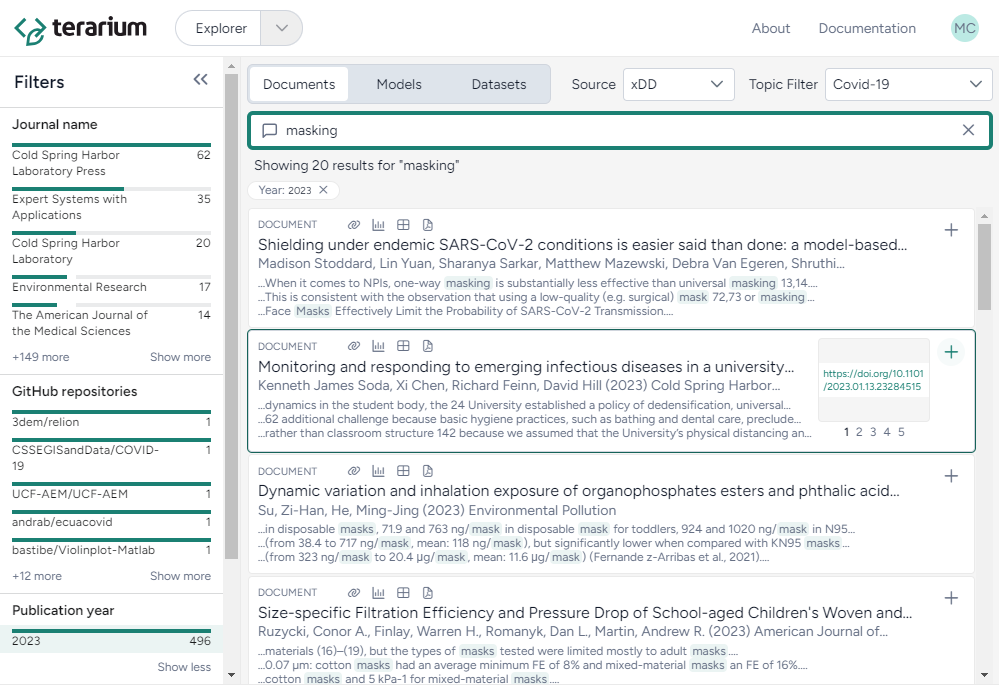 terarium
Explorer
About
Documentation
MC
Filters
Journal name
Cold Spring Harbor
Laboratory Press
62
Expert Systems with
Applications
35
Cold Spring Harbor
Laboratory
20
Environmental Research
17
The American Journal of
the Medical Sciences
14
+149 more
Show more
GitHub repositories
3dem/relion
1
CSSEGISandData/COVID-
19
1
UCF-AEM/UCF-AEM
1
andrab/ecuacovid
1
bastibe/Violinplot-Matlab
1
+12 more
Show more
Publication year
2023
496
Show less
Documents
Models
Datasets
Source
xDD
Topic Filter
Covid-19
masking
Showing 20 results for "masking"
Year: 2023
DOCUMENT
Shielding under endemic SARS-CoV-2 conditions is easier said than done: a model-based...
Madison Stoddard, Lin Yuan, Sharanya Sarkar, Matthew Mazewski, Debra Van Egeren, Shruthi...
...When it comes to NPIs, one-way masking is substantially less effective than universal masking 13,14....
...This is consistent with the observation that using a low-quality (e.g. surgical) mask 72,73 or masking...
...Face Masks Effectively Limit the Probability of SARS-CoV-2 Transmission....
DOCUMENT
Monitoring and responding to emerging infectious diseases in a university...
Kenneth James Soda, Xi Chen, Richard Feinn, David Hill (2023) Cold Spring Harbor...
...dynamics in the student body, the 24 University established a policy of dedensification, universal...
...62 additional challenge because basic hygiene practices, such as bathing and dental care, preclude...
...rather than classroom structure 142 because we assumed that the University's physical distancing an...
https://doi.org/10.1101
/2023.01.13.23284515
1 2 3 4 5
DOCUMENT
Dynamic variation and inhalation exposure of organophosphates esters and phthalic acid...
Su, Zi-Han, He, Ming-Jing (2023) Environmental Pollution
...in disposable masks, 71.9 and 763 ng/mask in disposable mask for toddlers, 924 and 1020 ng/mask in N95...
...(from 38.4 to 717 ng/mask, mean: 118 ng/mask), but significantly lower when compared with KN95 masks...
...(from 323 ng/mask to 20.4 μg/mask, mean: 11.6 μg/mask) (Fernande z-Arribas et al., 2021)....
DOCUMENT
Size-specific Filtration Efficiency and Pressure Drop of School-aged Children's Woven and...
Ruzycki, Conor A., Finlay, Warren H., Romanyk, Dan L., Martin, Andrew R. (2023) American Journal of...
...materials (16)–(19), but the types of masks tested were limited mostly to adult masks....
...0.07 μm: cotton masks had an average minimum FE of 8% and mixed-material masks an FE of 16%....
...cotton masks and 5 kPa-1 for mixed-material masks....